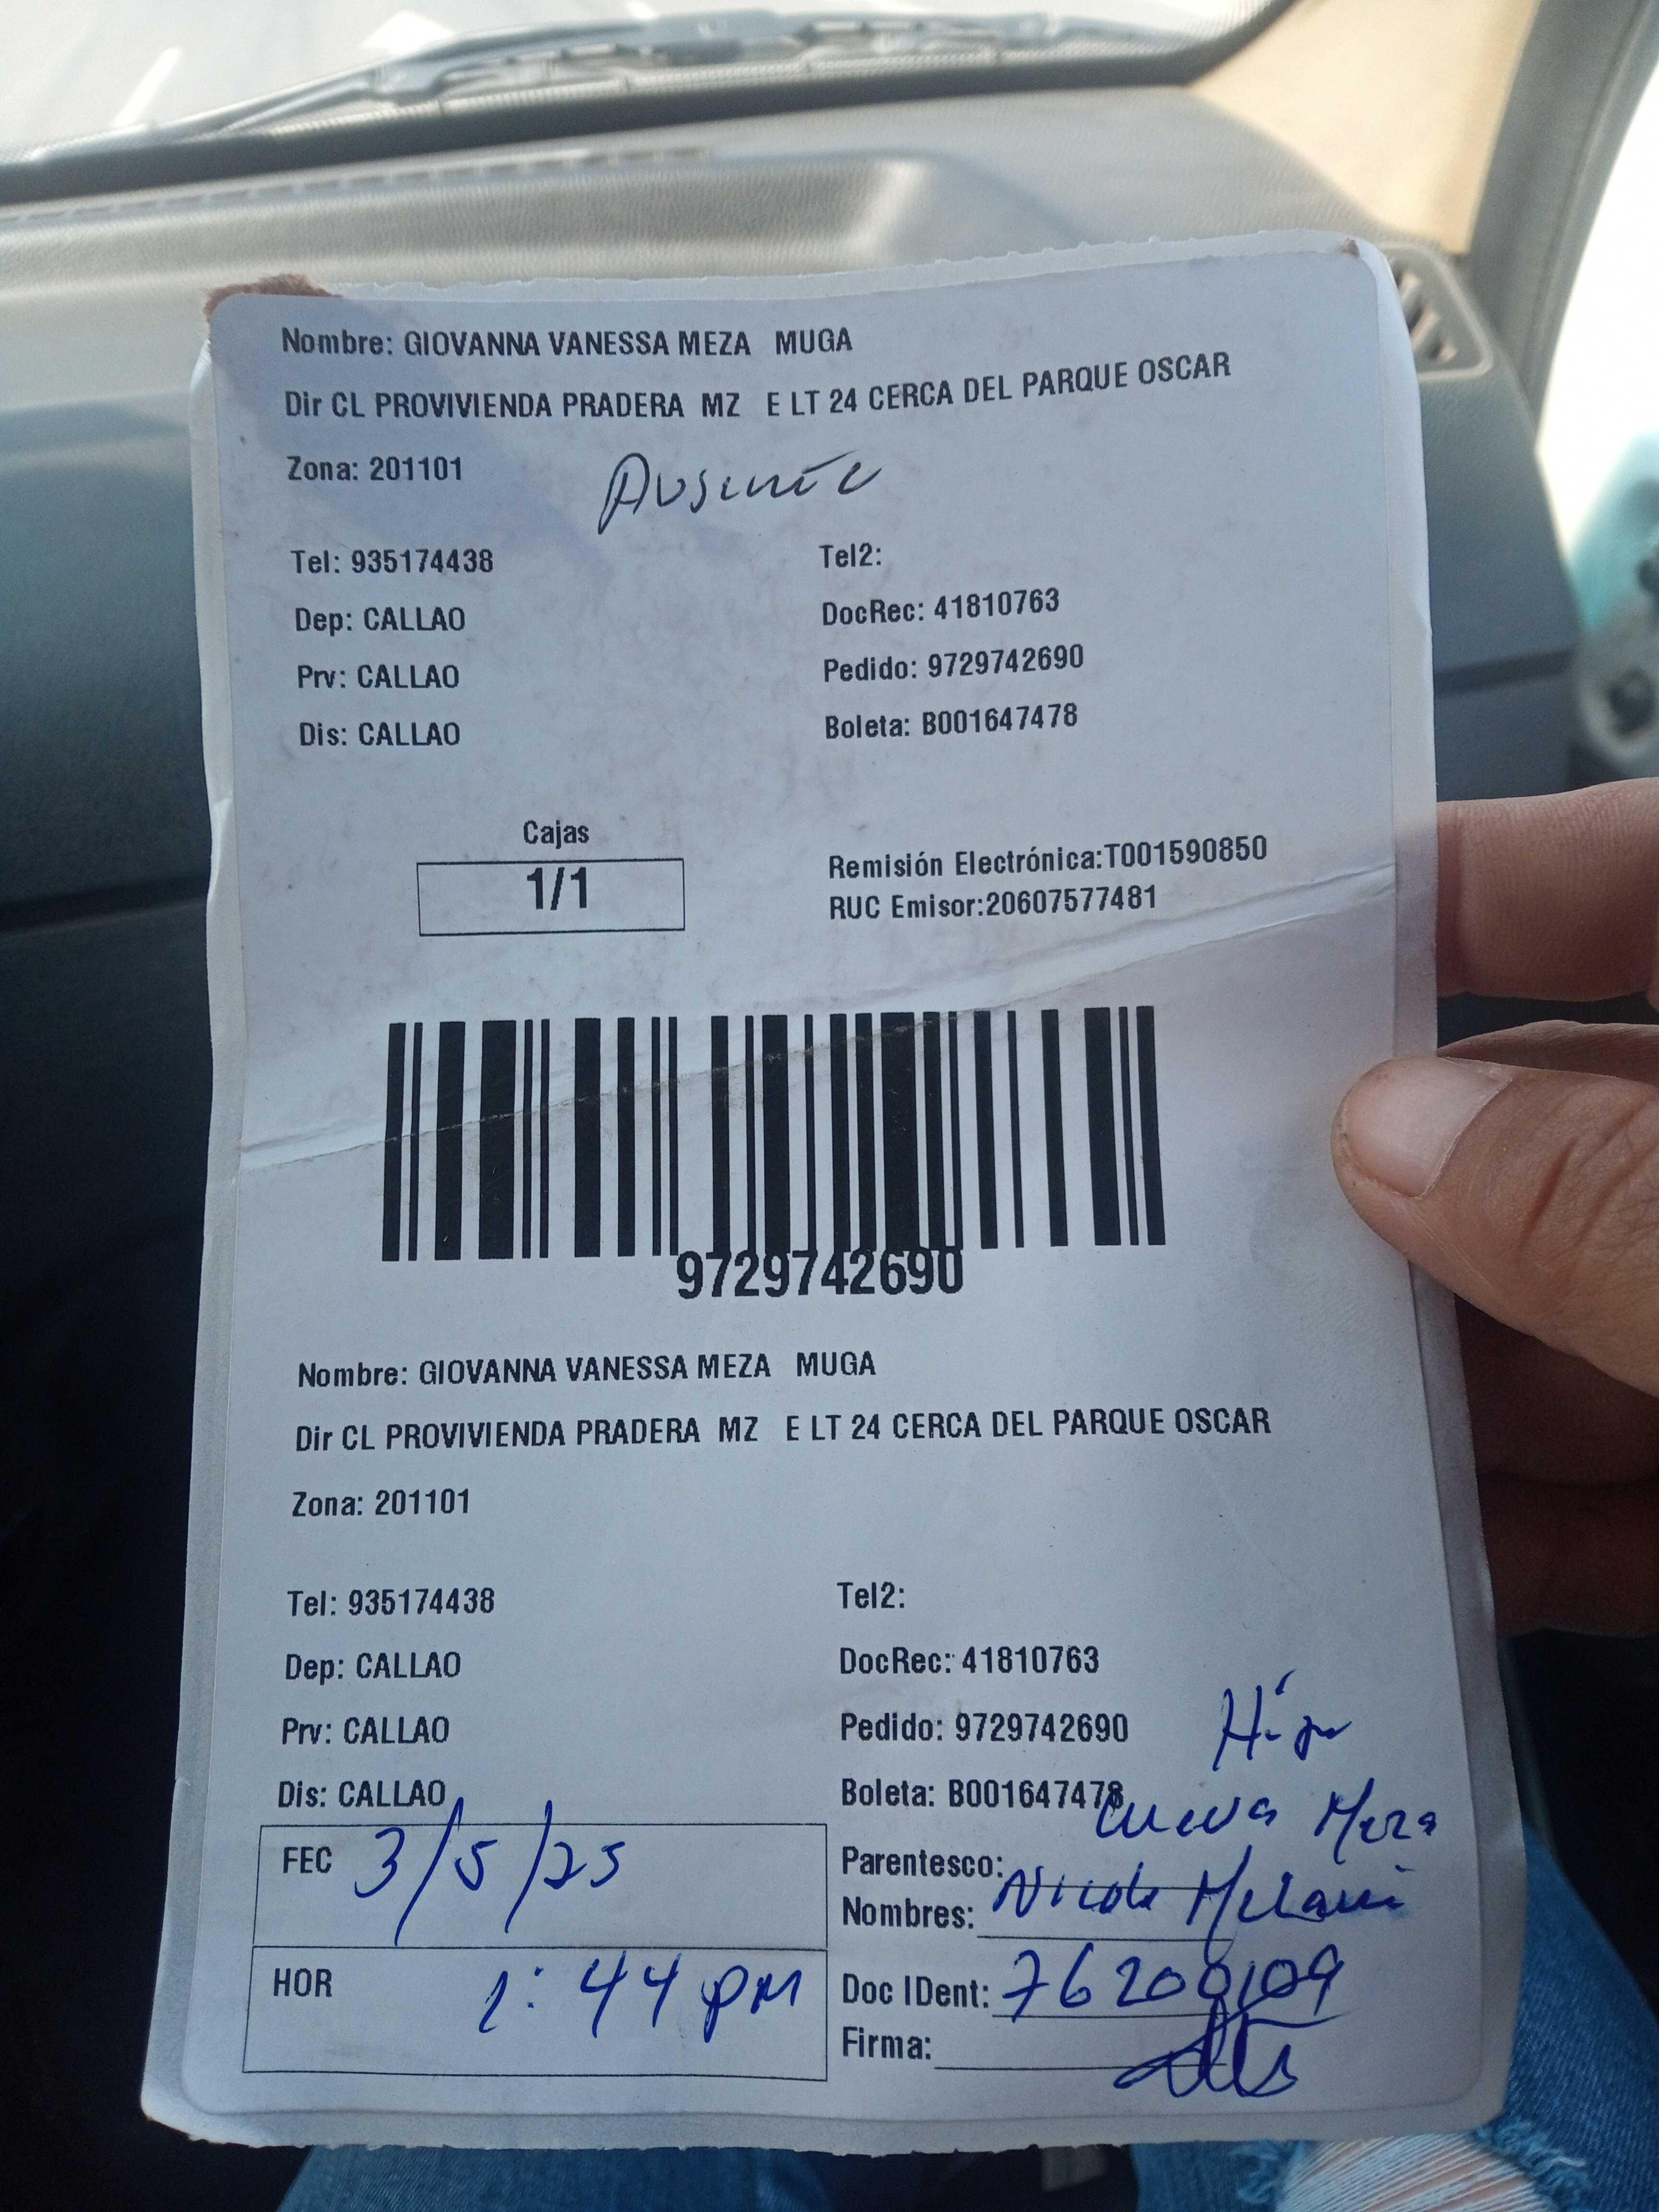 Nombre: GIOVANNA VANESSA MEZA MUGA
Dir CL PROVIVIENDA PRADERA MZ E LT 24 CERCA DEL PARQUE OSCAR
Zona: 201101
Ausente
Tel: 935174438 Tel2:
Dep: CALLAO DocRec: 41810763
Prv: CALLAO Pedido: 9729742690
Dis: CALLAO Boleta: B001647478
Cajas
1/1
Remisión Electrónica:T001590850
RUC Emisor:20607577481
9729742690
Nombre: GIOVANNA VANESSA MEZA MUGA
Dir CL PROVIVIENDA PRADERA MZ E LT 24 CERCA DEL PARQUE OSCAR
Zona: 201101
Tel: 935174438 Tel2:
Dep: CALLAO DocRec: 41810763
Prv: CALLAO Pedido: 9729742690 Hija
Dis: CALLAO Boleta: B001647478
FEC 3/5/25
HOR 1:44 PM
Cueva Meza
Parentesco:
Nombres: Nicole Melani
Doc IDent: 76200109
Firma: